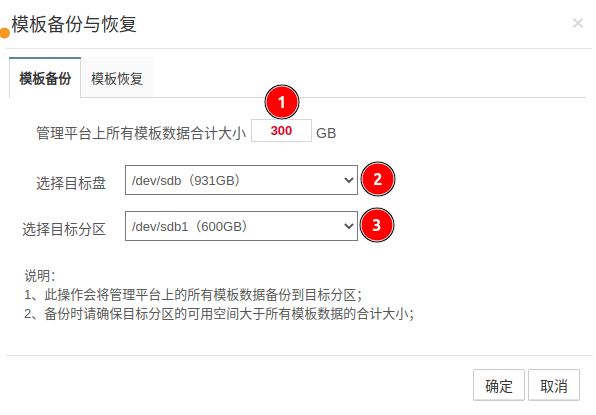 模板备份与恢复 ×
模板备份 模板恢复
1
管理平台上所有模板数据合计大小 300 GB
选择目标盘 /dev/sdb（931GB） 2
选择目标分区 /dev/sdb1（600GB） 3
说明：
1、此操作会将管理平台上的所有模板数据备份到目标分区；
2、备份时请确保目标分区的可用空间大于所有模板数据的合计大小；
确定 取消